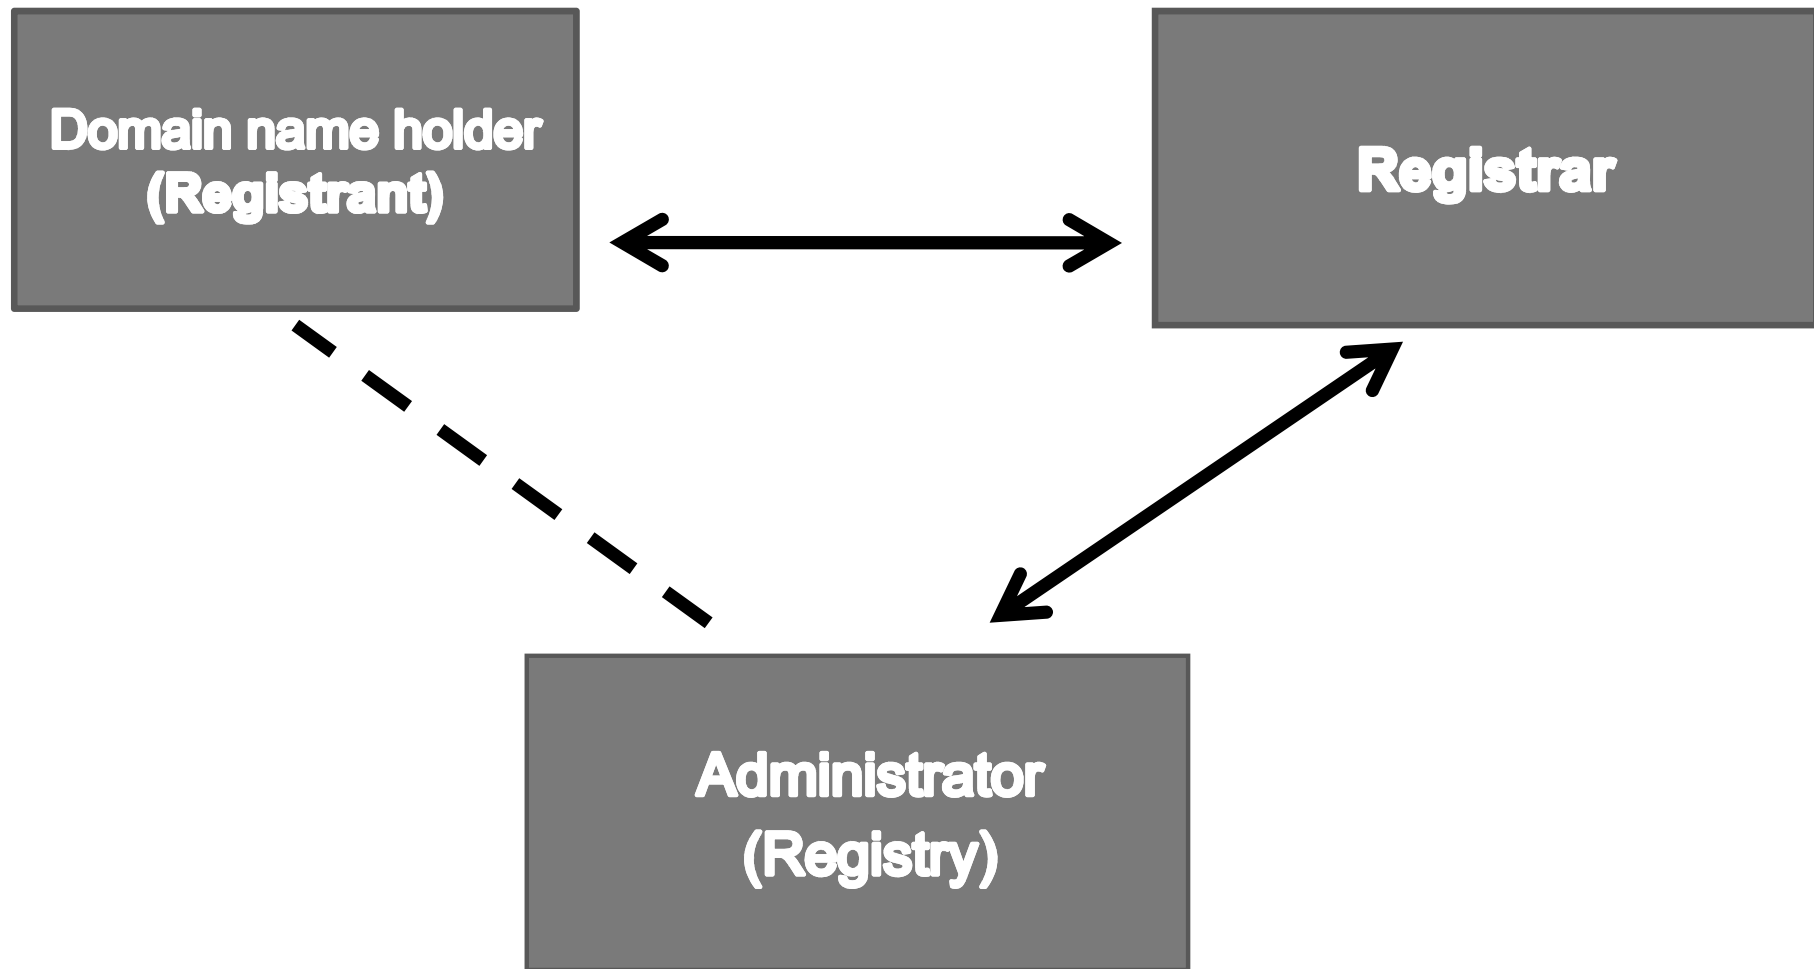 Domain name holder
(Registrant)
Registrar
Administrator
(Registry)